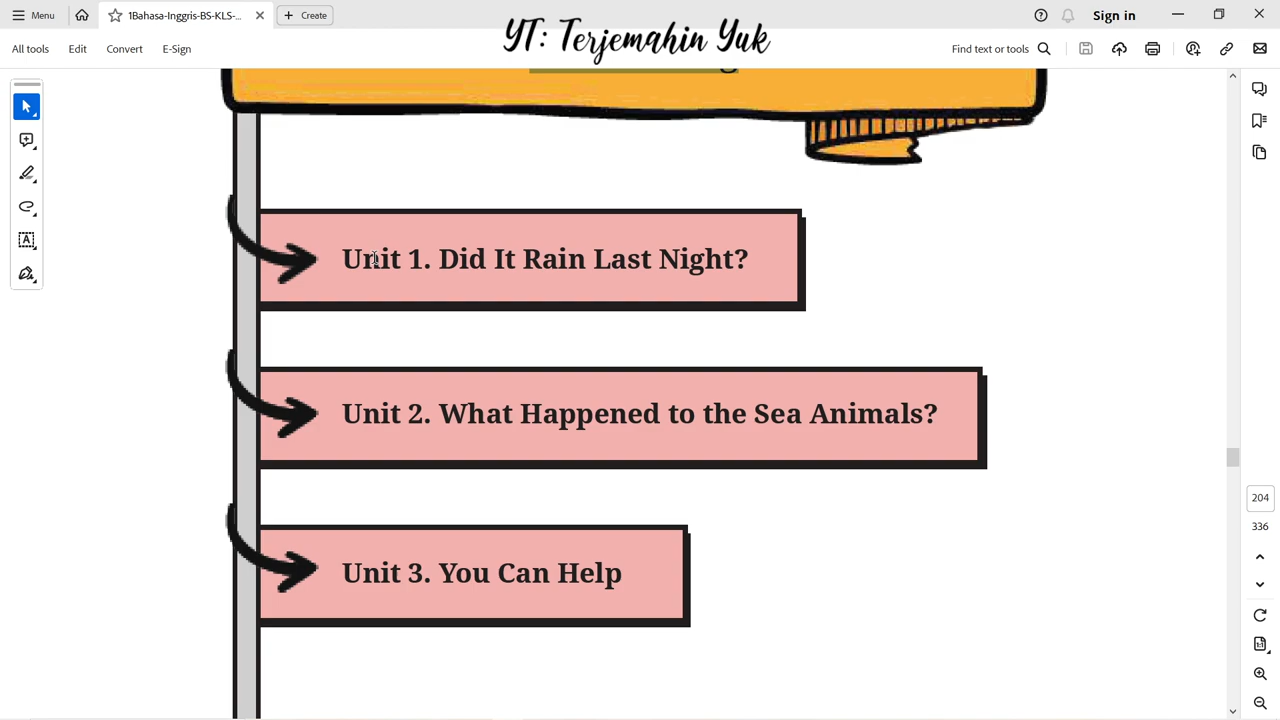 Menu
1Bahasa-Inggris-BS-KLS-...
Create
Sign in
All tools
Edit
Convert
E-Sign
YT: Terjemahin Yuk
Find text or tools
Unit 1. Did It Rain Last Night?
Unit 2. What Happened to the Sea Animals?
Unit 3. You Can Help
204
336